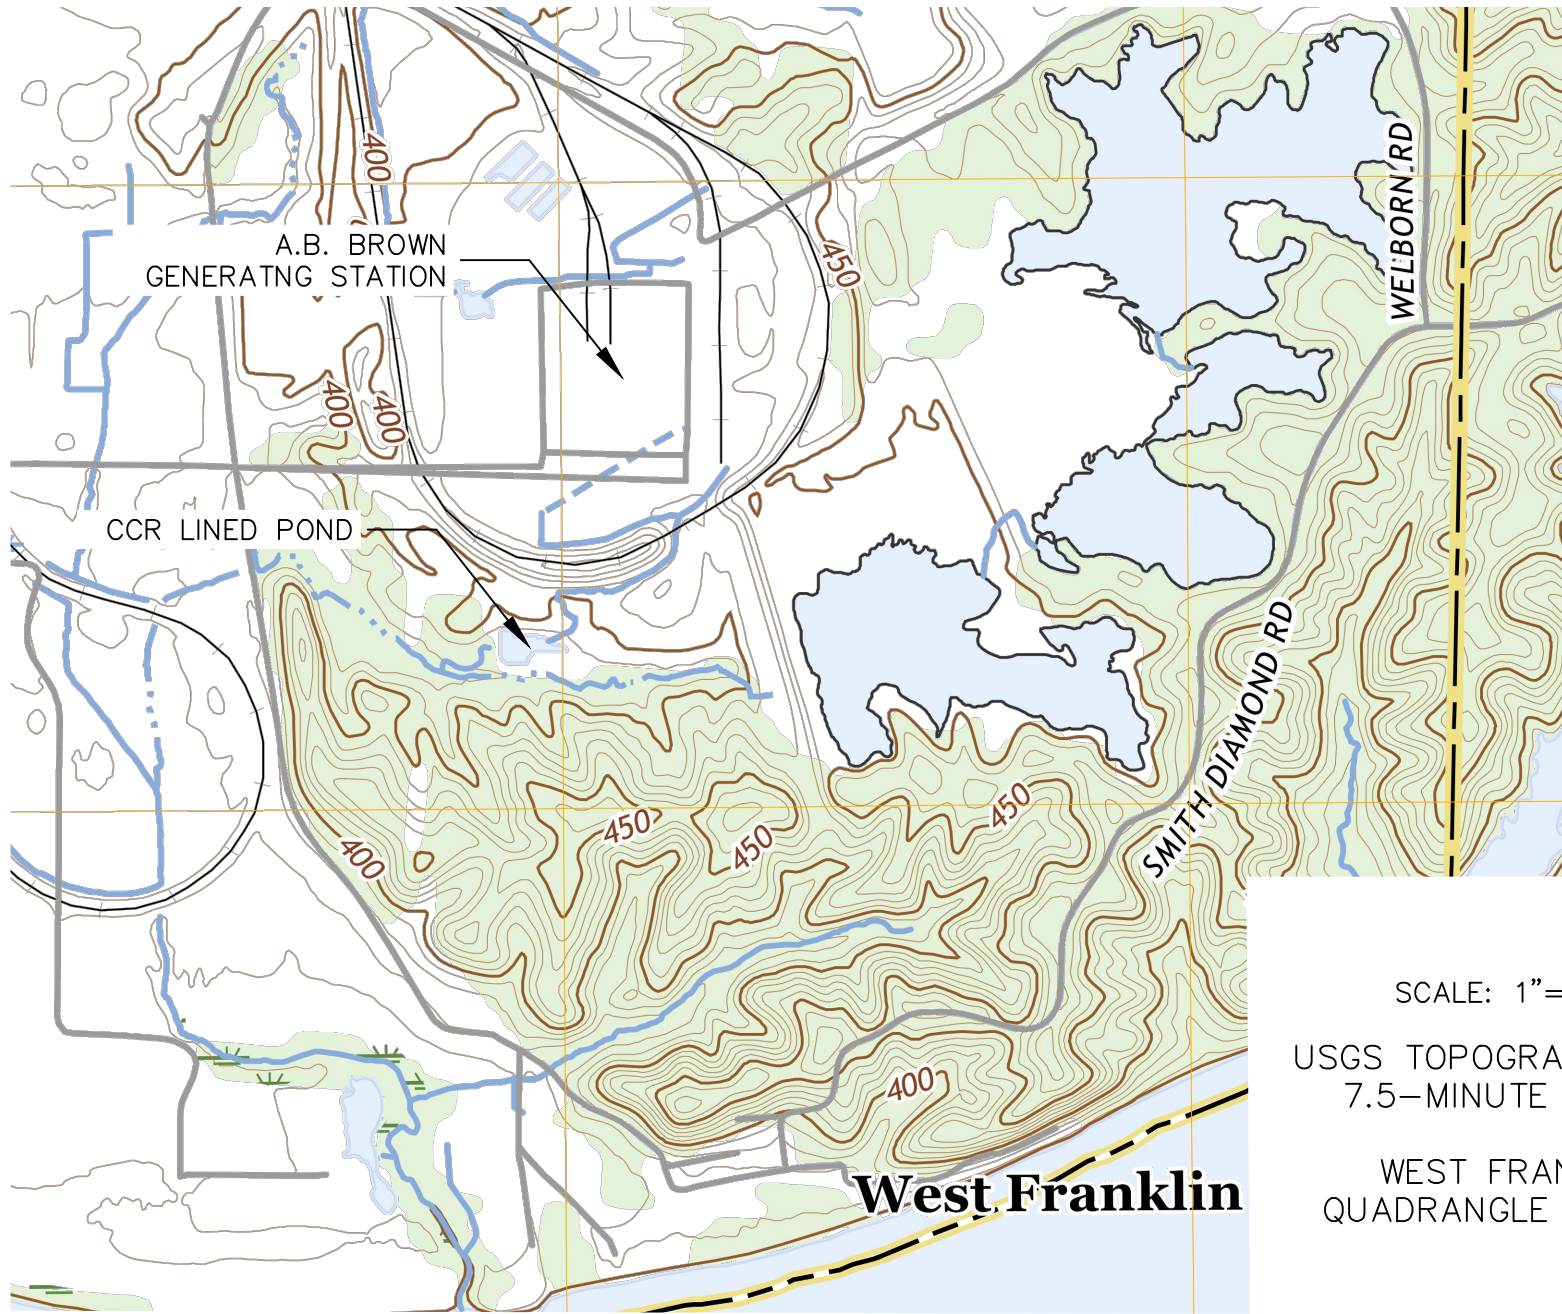 400
WELBORN RD
A.B. BROWN
GENERATNG STATION
450
400
400
CCR LINED POND
SMITH DIAMOND RD
450
450
450
400
SCALE: 1"=
USGS TOPOGRA
7.5-MINUTE
400
WEST FRAN
QUADRANGLE
West Franklin